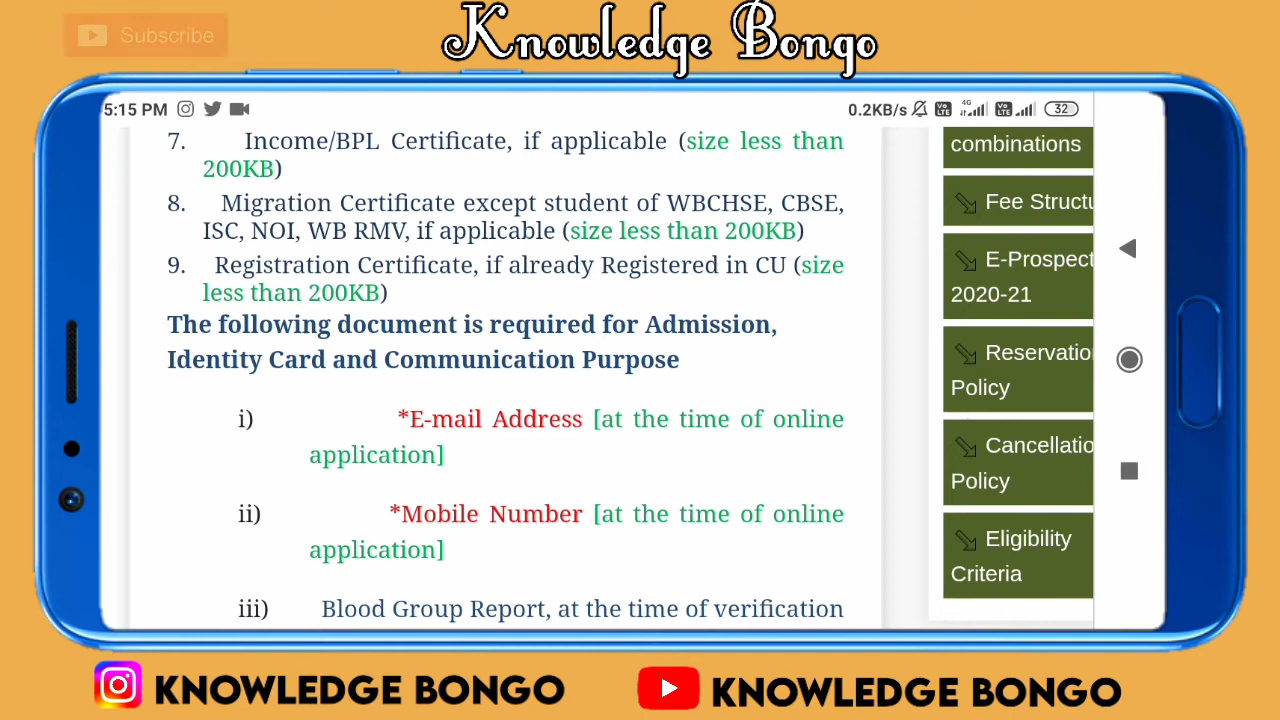 Subscribe
Knowledge Bongo
5:15 PM
0.2KB/s
4G
Vo LTE
Vo LTE
32
7. Income/BPL Certificate, if applicable (size less than
200KB)
8. Migration Certificate except student of WBCHSE, CBSE,
ISC, NOI, WB RMV, if applicable (size less than 200KB)
9. Registration Certificate, if already Registered in CU (size
less than 200KB)
The following document is required for Admission,
Identity Card and Communication Purpose
i) *E-mail Address [at the time of online
application]
ii) *Mobile Number [at the time of online
application]
iii) Blood Group Report, at the time of verification
combinations
Fee Structu
E-Prospect
2020-21
Reservatio
Policy
Cancellatio
Policy
Eligibility
Criteria
KNOWLEDGE BONGO
KNOWLEDGE BONGO